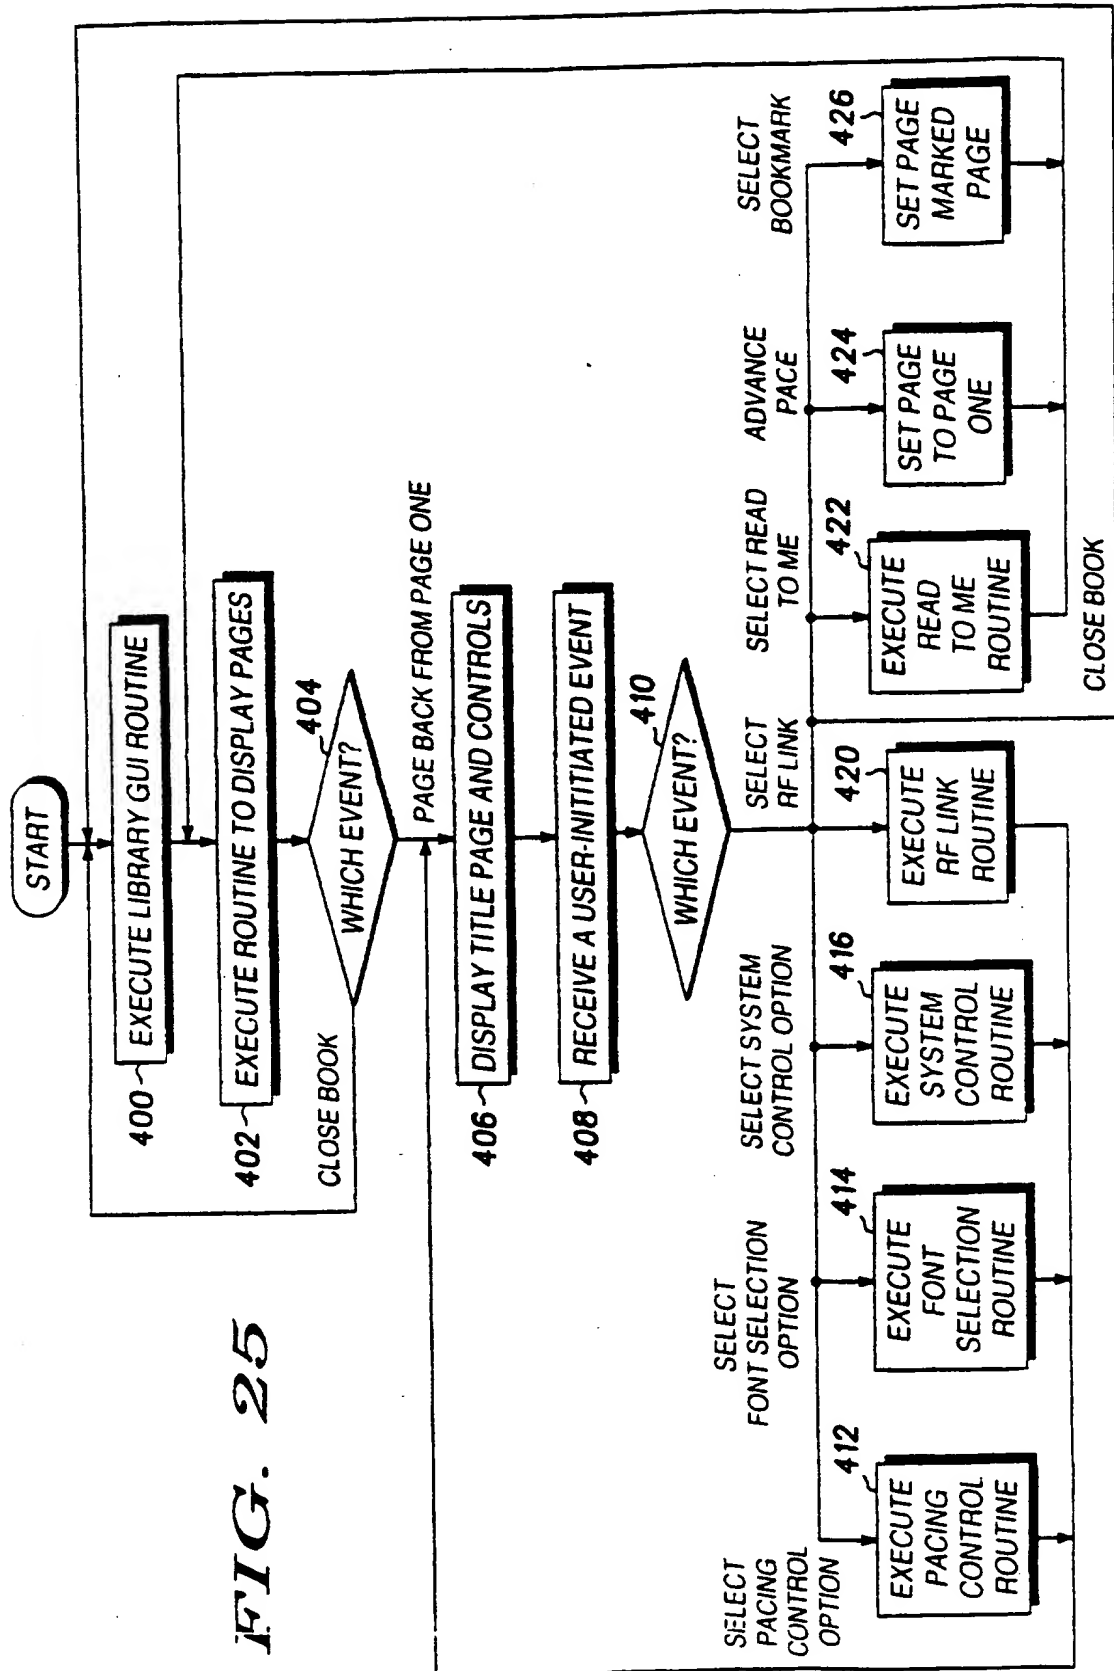 FIG. 25
START
400
EXECUTE LIBRARY GUI ROUTINE
402
EXECUTE ROUTINE TO DISPLAY PAGES
404
WHICH EVENT?
CLOSE BOOK
PAGE BACK FROM PAGE ONE
406
DISPLAY TITLE PAGE AND CONTROLS
408
RECEIVE A USER-INITITIATED EVENT
410
WHICH EVENT?
SELECT
PACING
CONTROL
OPTION
412
EXECUTE
PACING
CONTROL
ROUTINE
SELECT
FONT SELECTION
OPTION
414
EXECUTE
FONT
SELECTION
ROUTINE
SELECT SYSTEM
CONTROL OPTION
416
EXECUTE
SYSTEM
CONTROL
ROUTINE
SELECT
RF LINK
420
EXECUTE
RF LINK
ROUTINE
SELECT READ
TO ME
422
EXECUTE
READ
TO ME
ROUTINE
ADVANCE
PACE
424
SET PAGE
TO PAGE
ONE
SELECT
BOOKMARK
426
SET PAGE
MARKED
PAGE
CLOSE BOOK